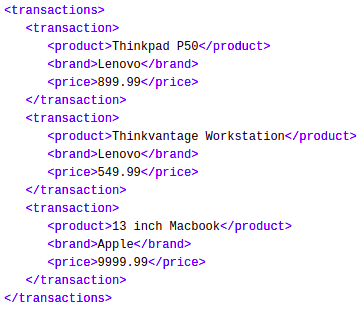 <transactions>
<transaction>
<product>Thinkpad P50</product>
<brand>Lenovo</brand>
<price>899.99</price>
</transaction>
<transaction>
<product>Thinkvantage Workstation</product>
<brand>Lenovo</brand>
<price>549.99</price>
</transaction>
<transaction>
<product>13 inch Macbook</product>
<brand>Apple</brand>
<price>9999.99</price>
</transaction>
</transactions>